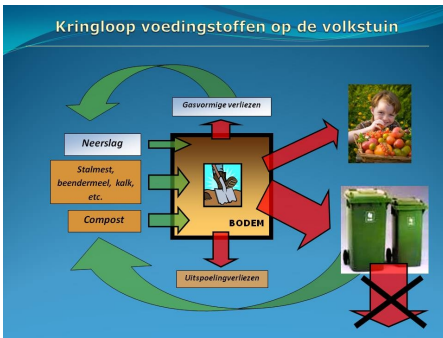 Kringloop voedingstoffen op de volkstuin
Gasvormige verliezen
Neerslag
Stalmest,
beendermeel, kalk,
etc.
Compost
BODEM
Uitspoelingverliezen